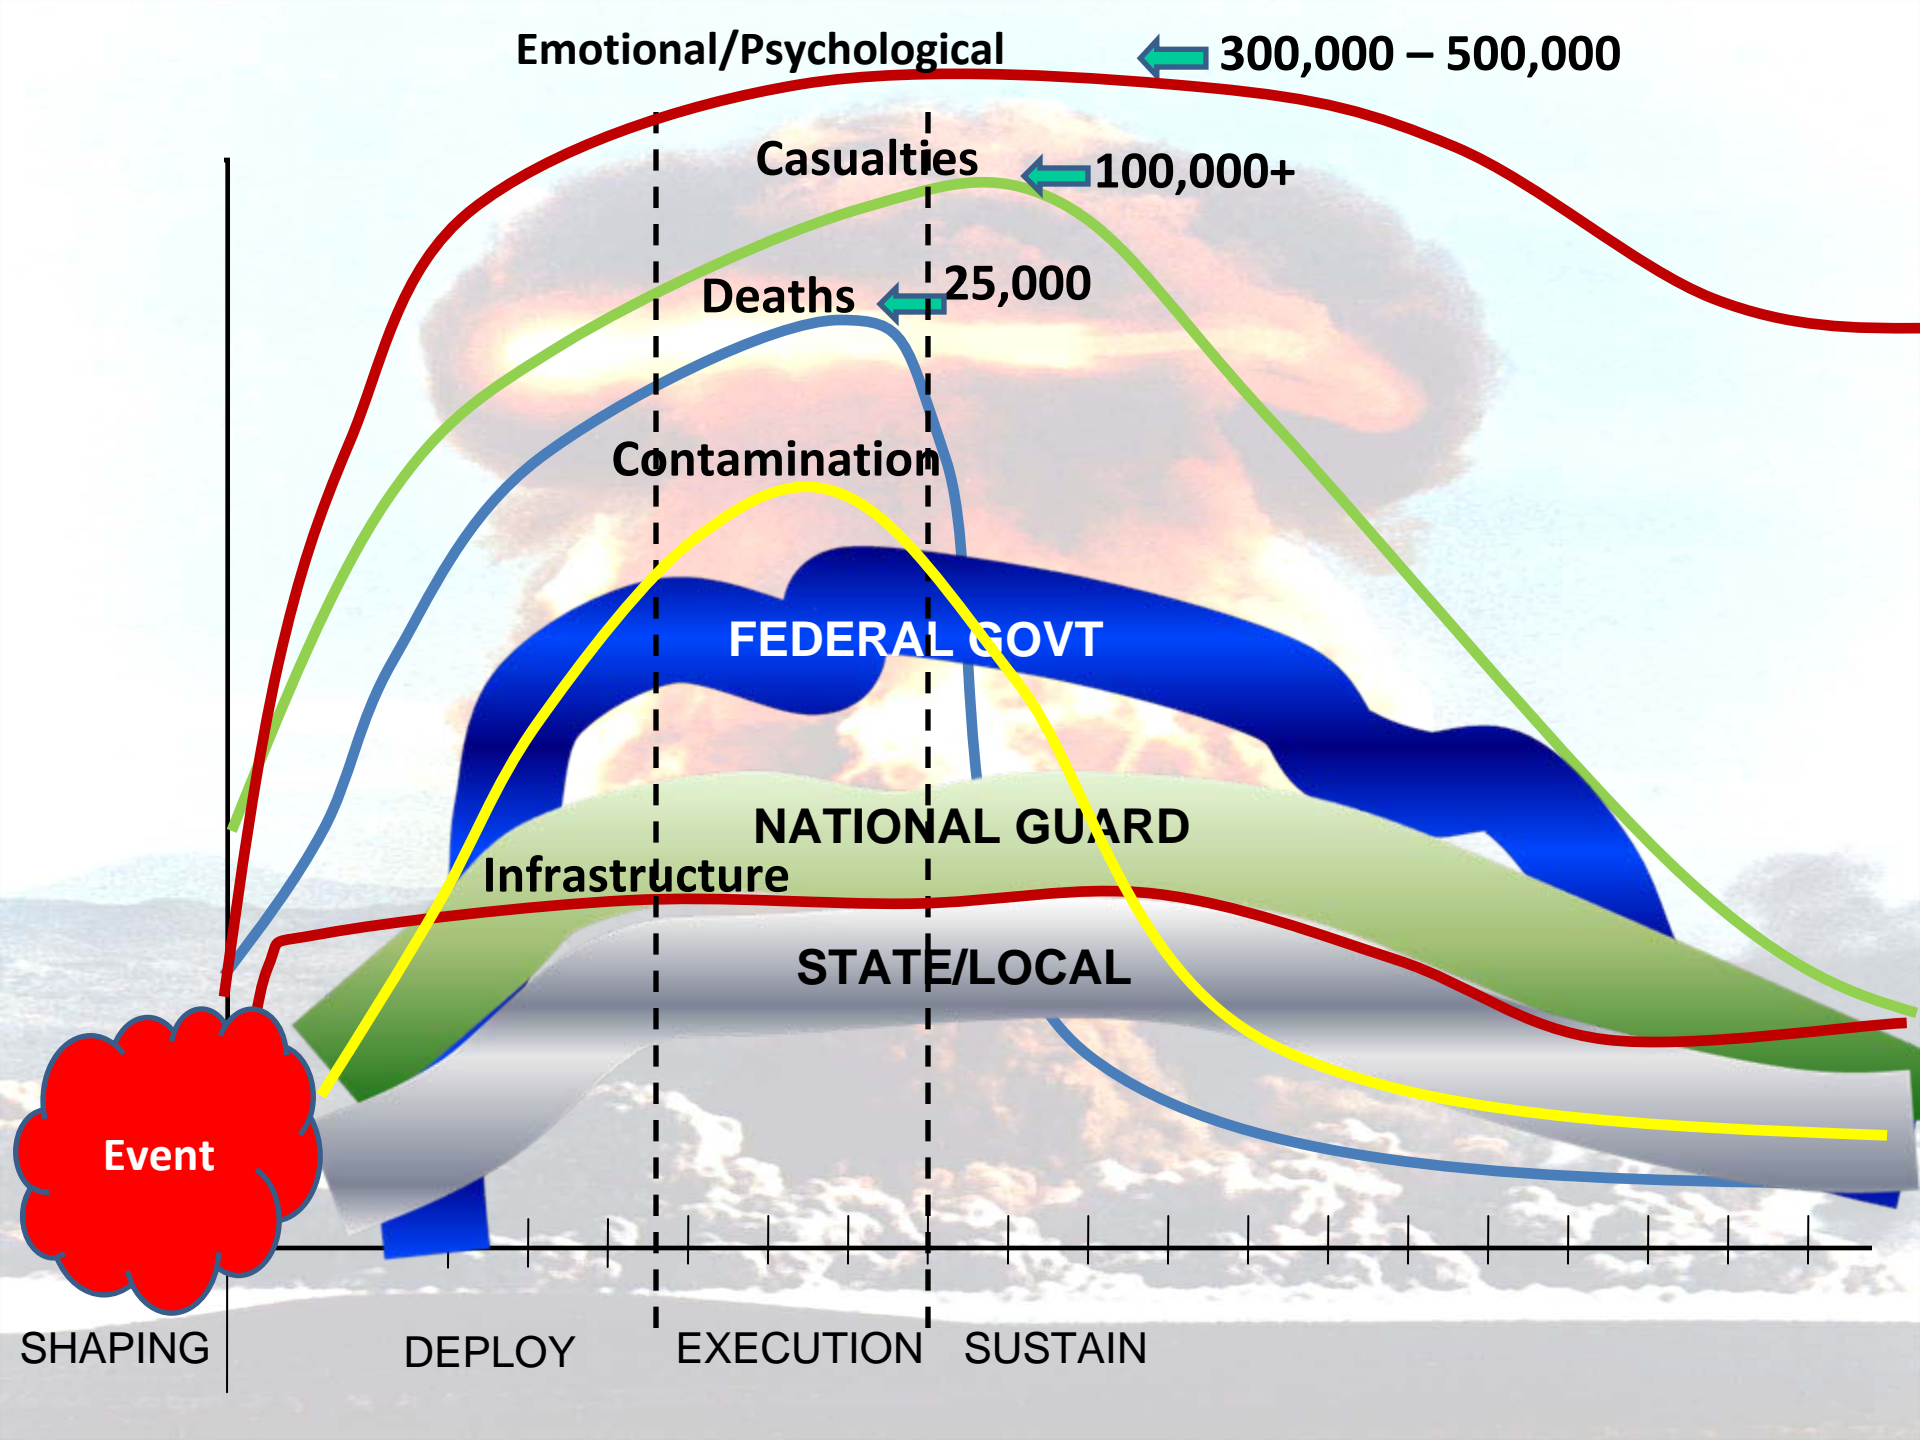 Emotional/Psychological
300,000 – 500,000
Casualties
100,000+
Deaths
25,000
Contamination
FEDERAL GOVT
NATIONAL GUARD
Infrastructure
STATE/LOCAL
Event
SHAPING
DEPLOY
EXECUTION
SUSTAIN